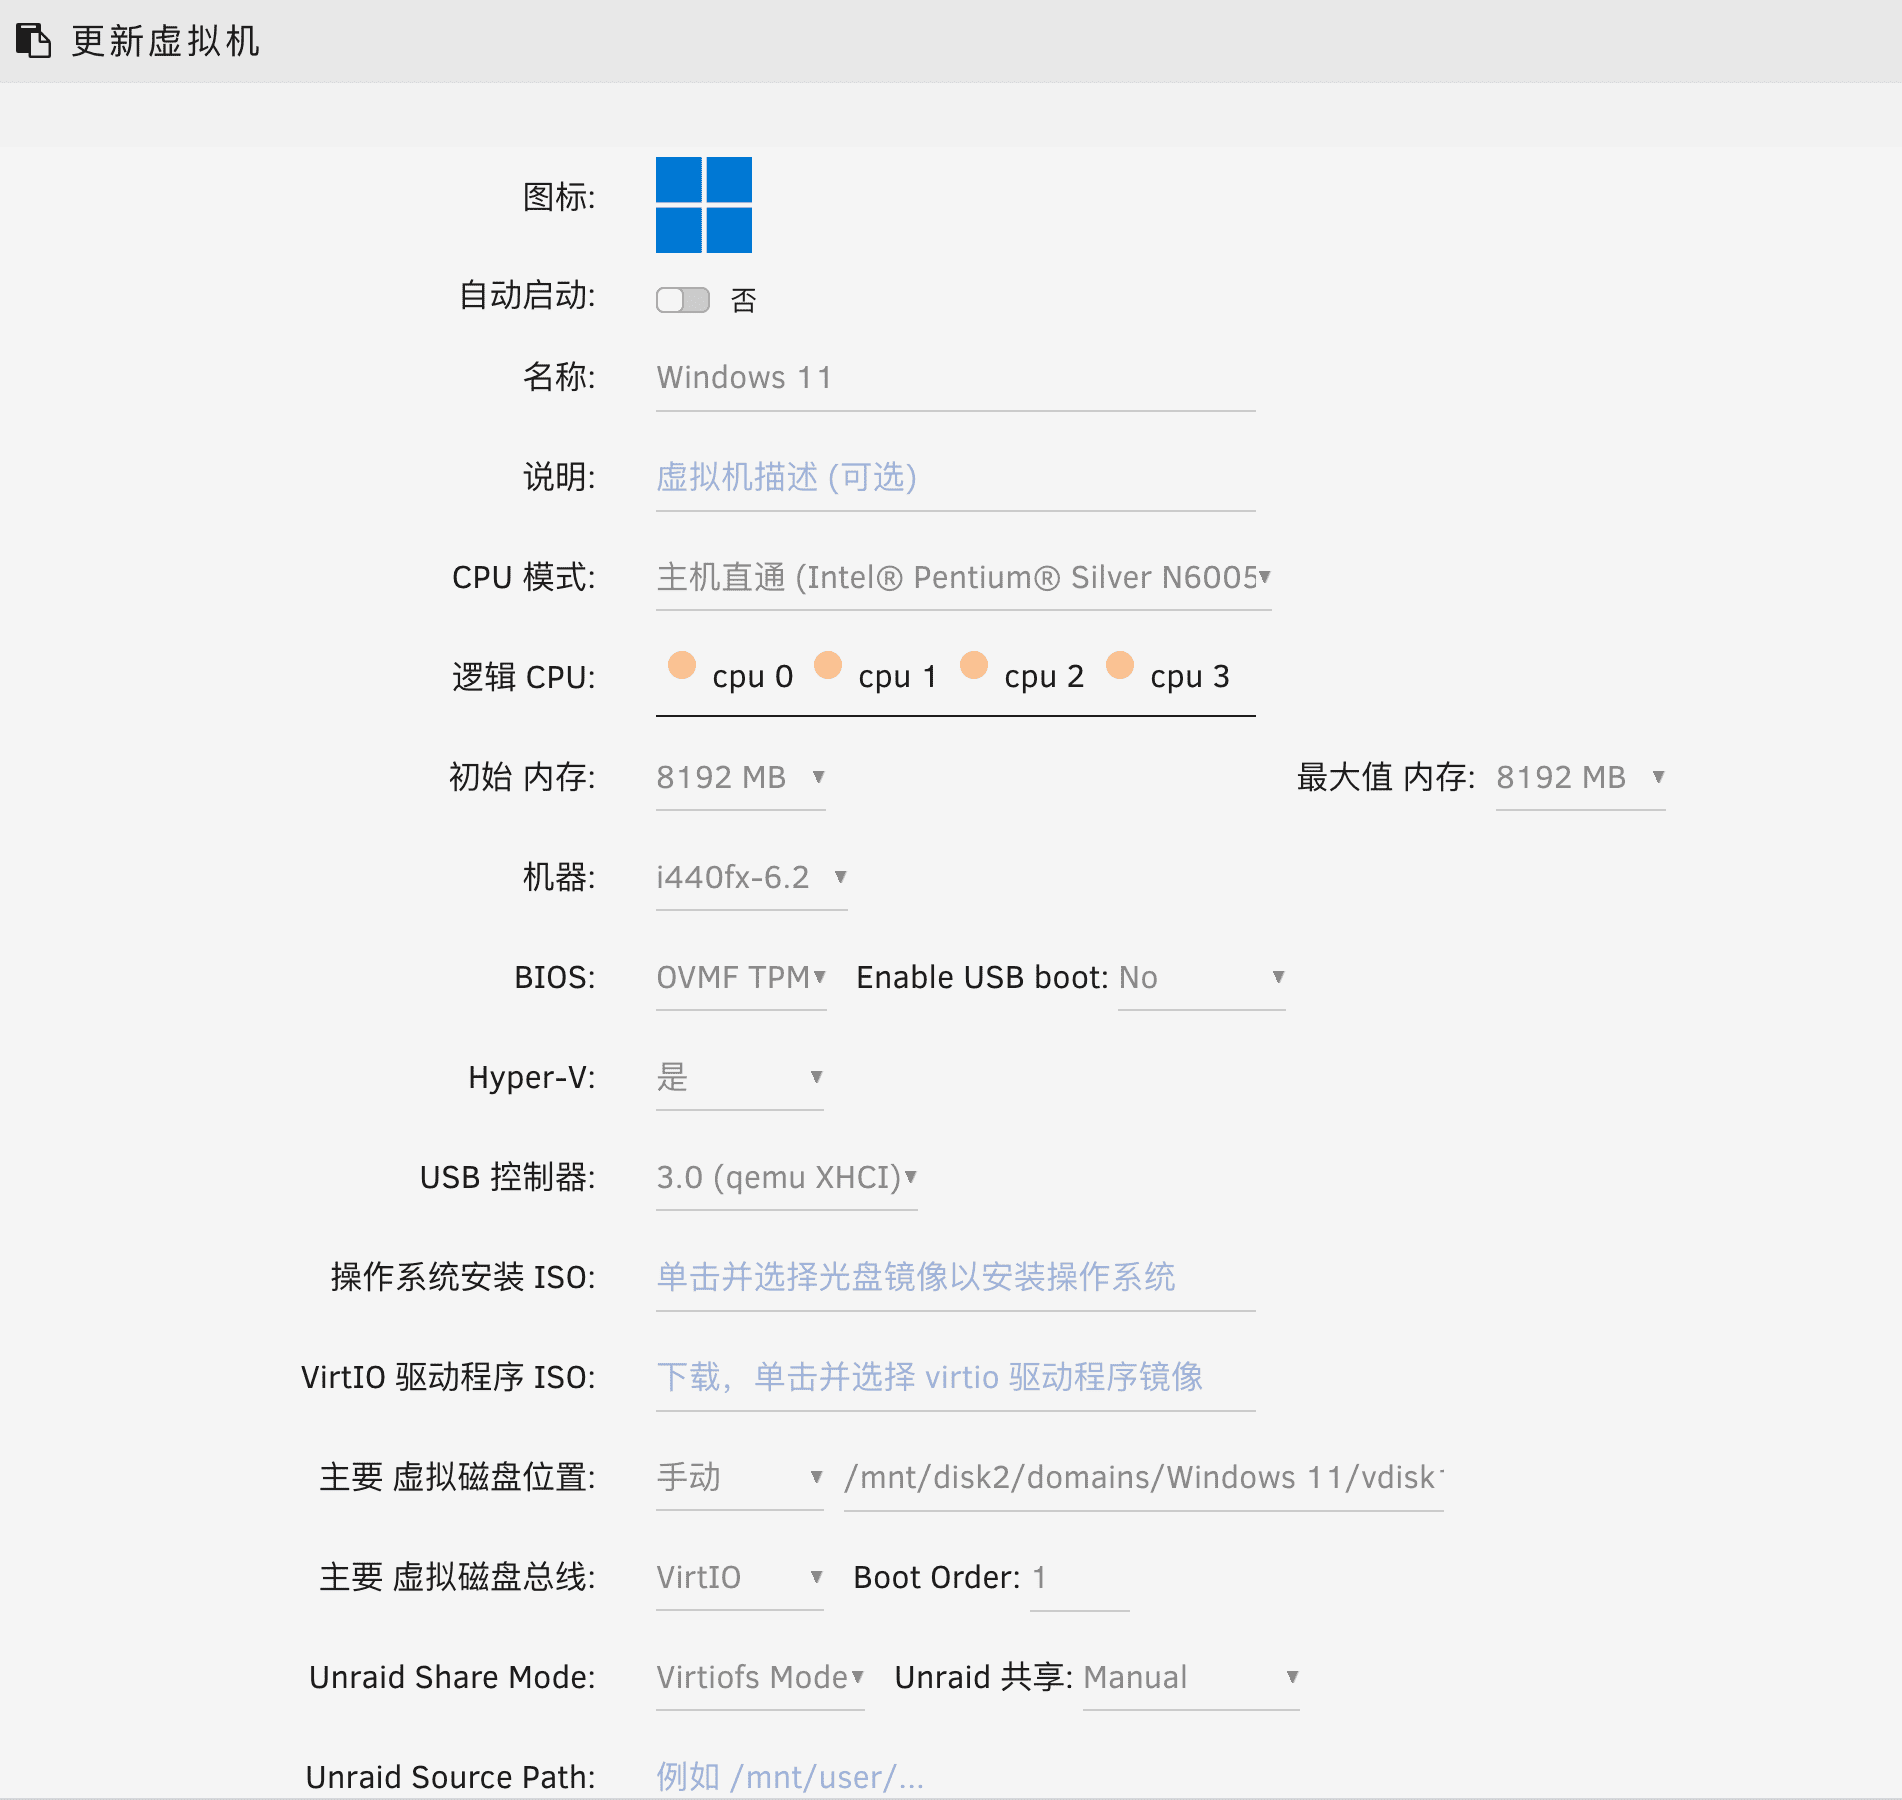 更新虚拟机
图标:
自动启动: 否
名称: Windows 11
说明: 虚拟机描述 (可选)
CPU 模式: 主机直通 (Intel® Pentium® Silver N6005
逻辑 CPU: cpu 0 cpu 1 cpu 2 cpu 3
初始 内存: 8192 MB 最大值 内存: 8192 MB
机器: i440fx-6.2
BIOS: OVMF TPM Enable USB boot: No
Hyper-V: 是
USB 控制器: 3.0 (qemu XHCI)
操作系统安装 ISO: 单击并选择光盘镜像以安装操作系统
VirtIO 驱动程序 ISO: 下载，单击并选择 virtio 驱动程序镜像
主要 虚拟磁盘位置: 手动 /mnt/disk2/domains/Windows 11/vdisk
主要 虚拟磁盘总线: VirtIO Boot Order: 1
Unraid Share Mode: Virtiofs Mode Unraid 共享: Manual
Unraid Source Path: 例如 /mnt/user/...